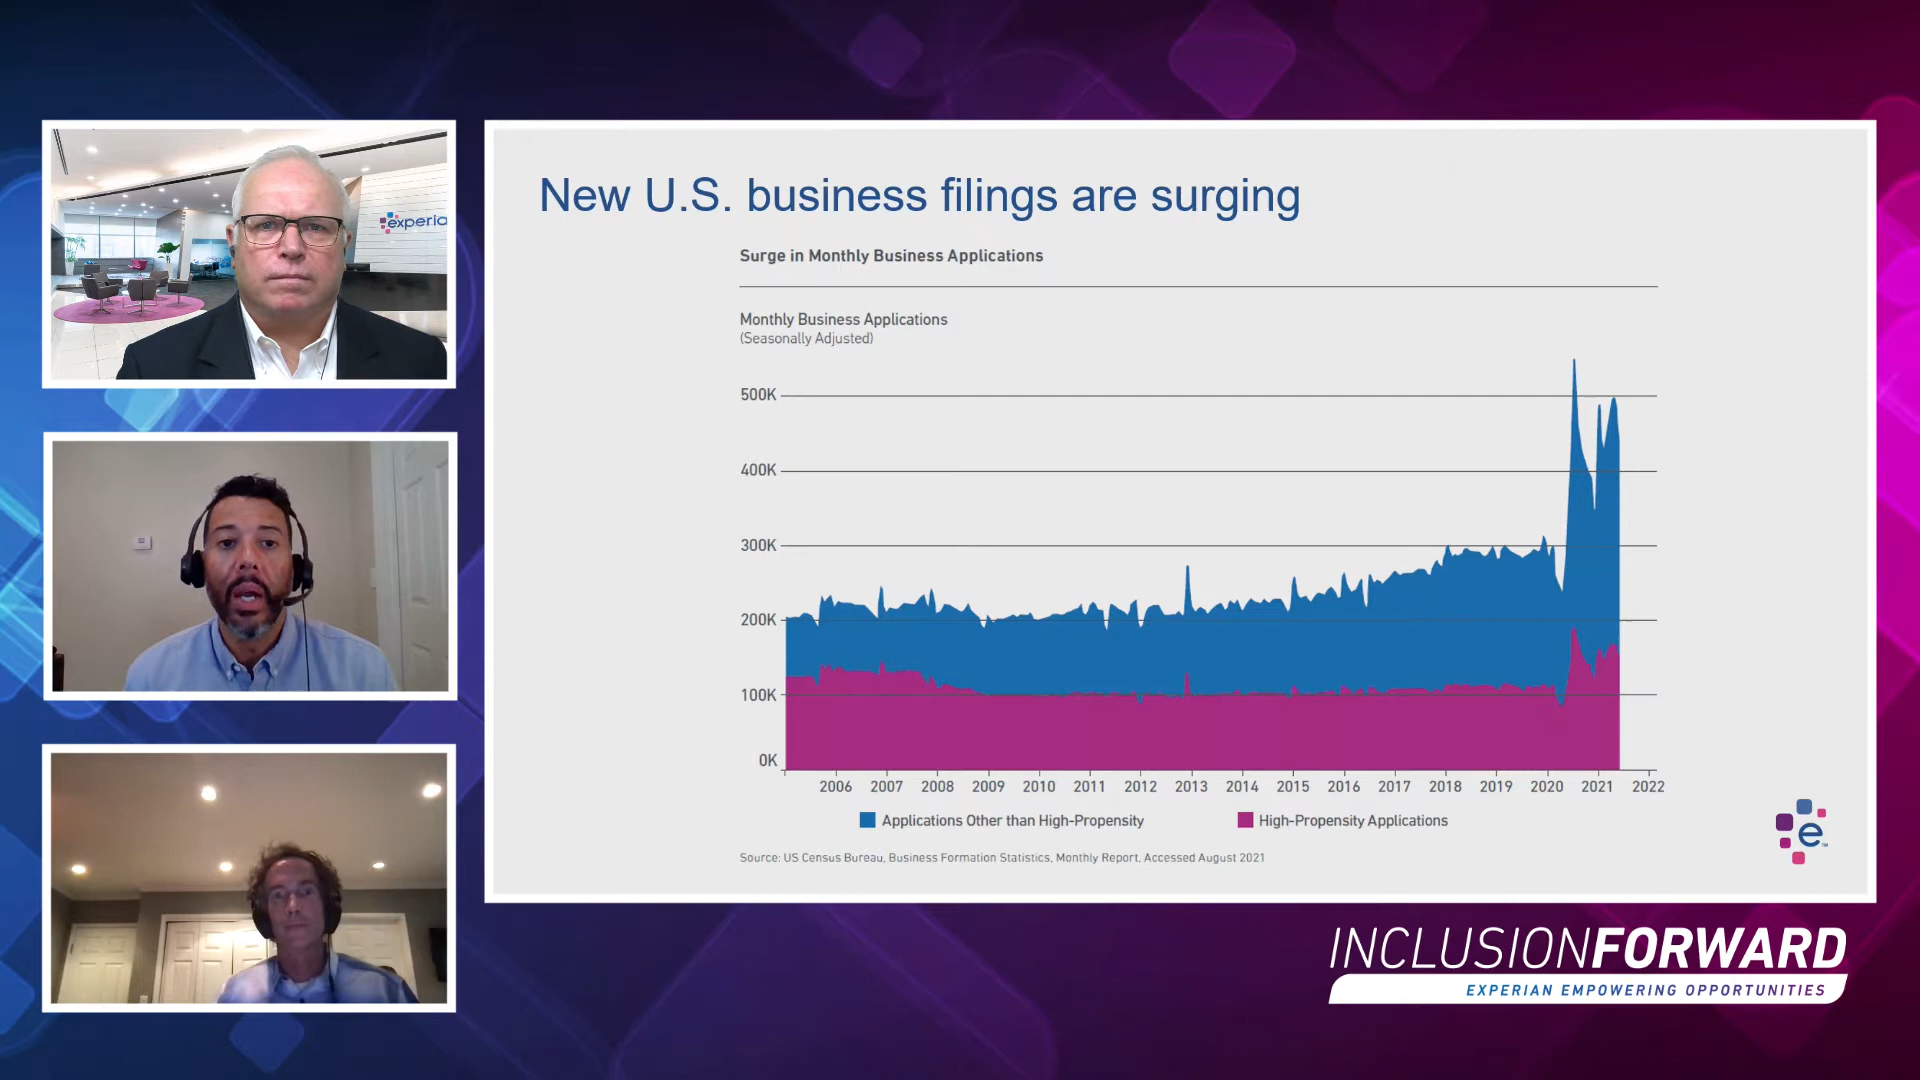 experia
New U.S. business filings are surging
Surge in Monthly Business Applications
Monthly Business Applications
(Seasonally Adjusted)
500K
400K
300K
200K
100K
0K
2006 2007 2008 2009 2010 2011 2012 2013 2014 2015 2016 2017 2018 2019 2020 2021 2022
Applications Other than High-Propensity High-Propensity Applications
Source: US Census Bureau, Business Formation Statistics, Monthly Report, Accessed August 2021
e™
INCLUSIONFORWARD
EXPERIAN EMPOWERING OPPORTUNITIES